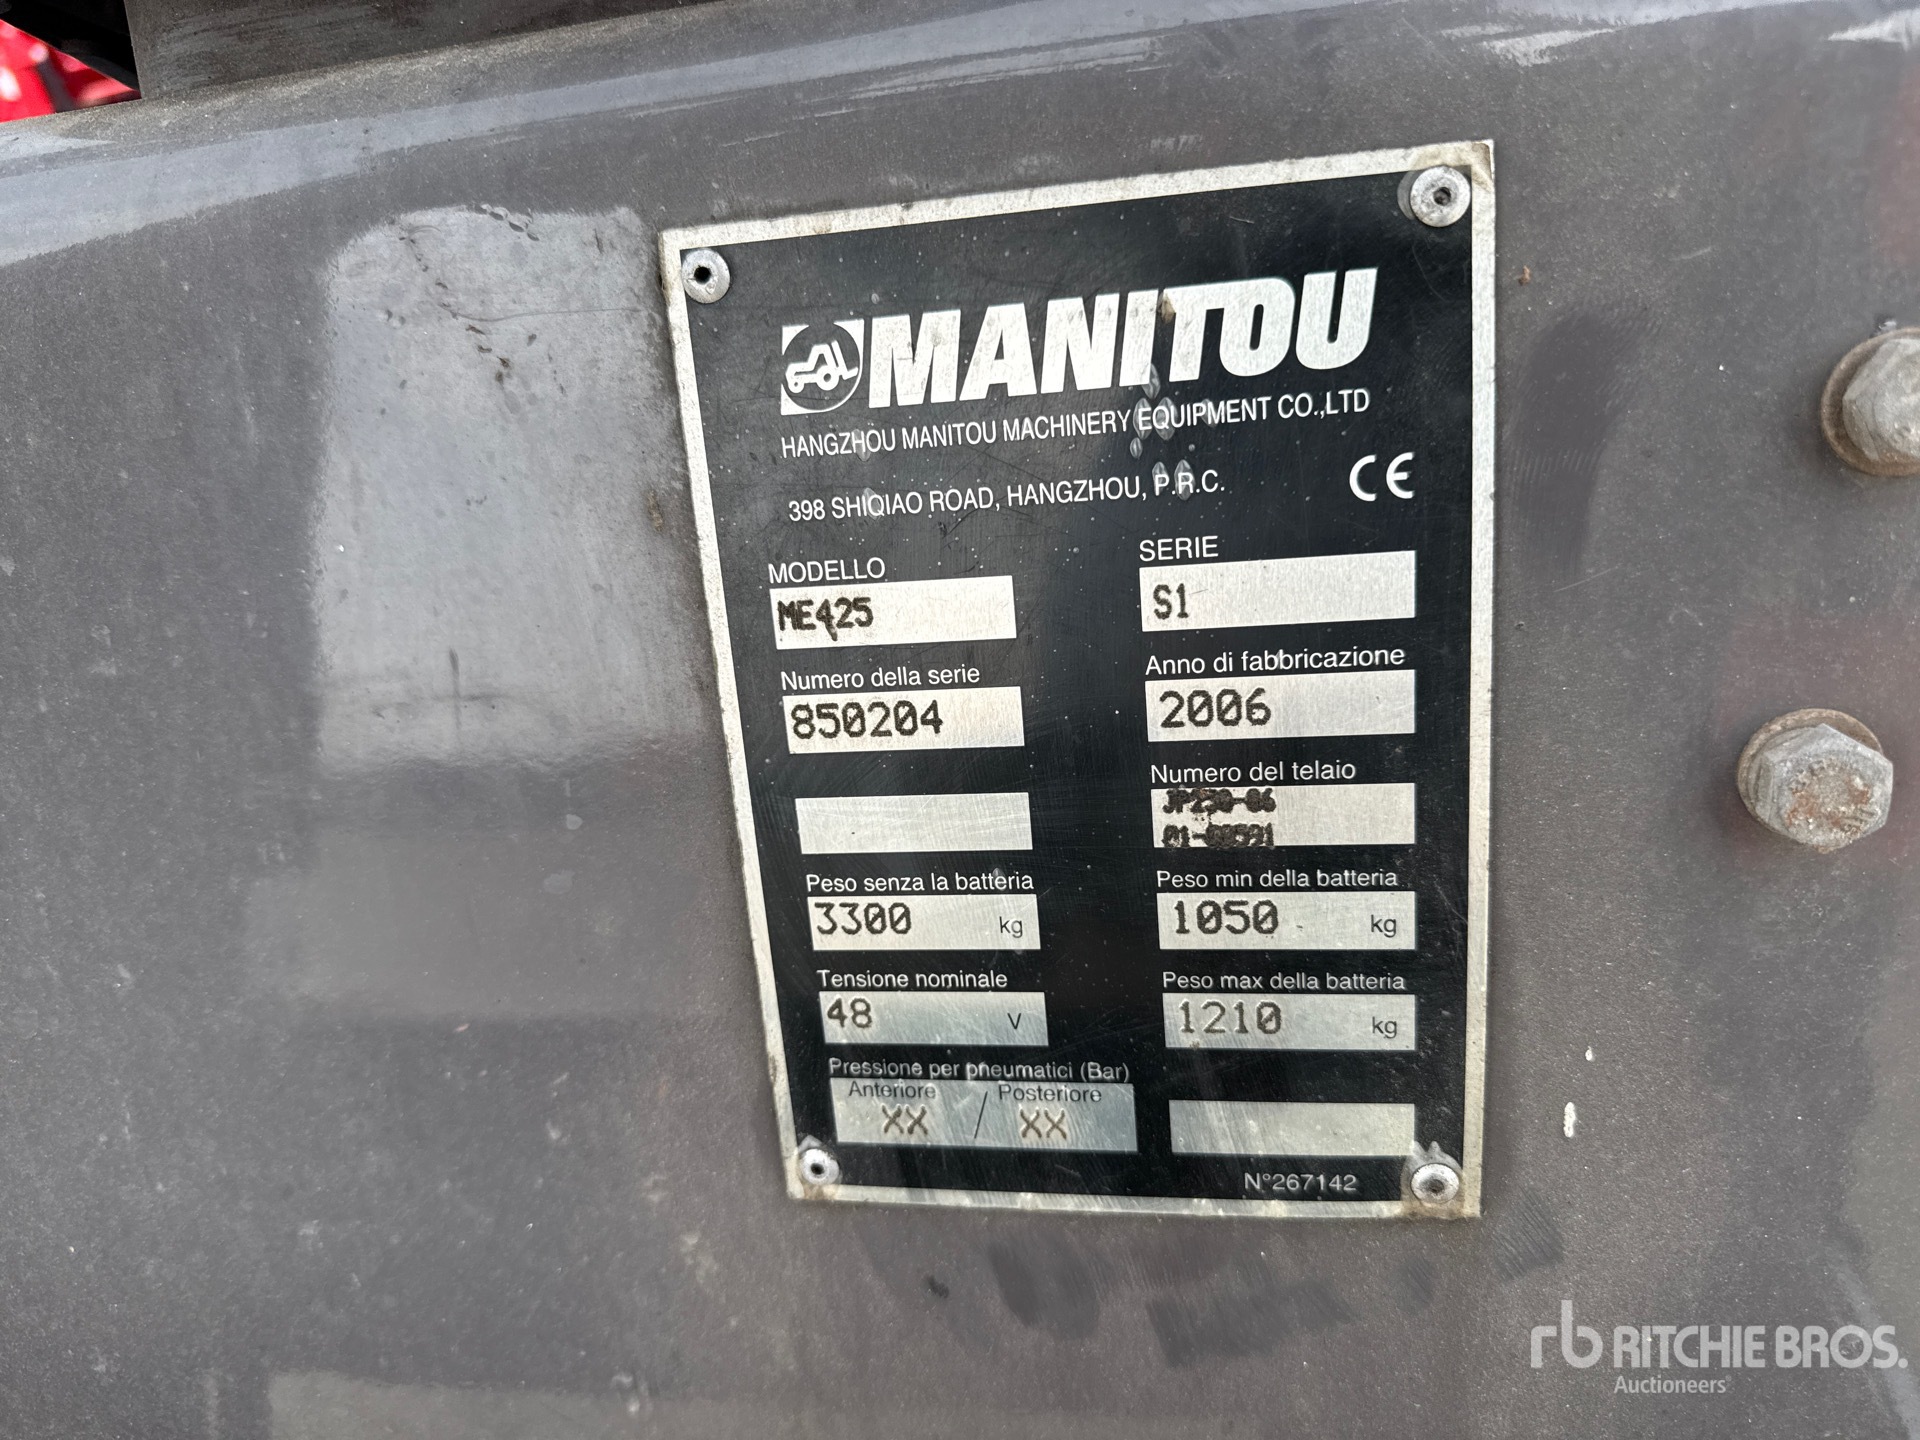 MANITOU
HANGZHOU MANITOU MACHINERY EQUIPMENT CO.,LTD
398 SHIQIAO ROAD, HANGZHOU, P.R.C.
CE
MODELLO
ME425
SERIE
S1
Numero della serie
850204
Anno di fabbricazione
2006
Numero del telaio
Peso senza la batteria
3300 kg
Peso min della batteria
1050 kg
Tensione nominale
48 V
Peso max della batteria
1210 kg
Pressione per pneumatici (Bar)
Anteriore / Posteriore
XX XX
N°267142
rb RITCHIE BROS.
Auctioneers